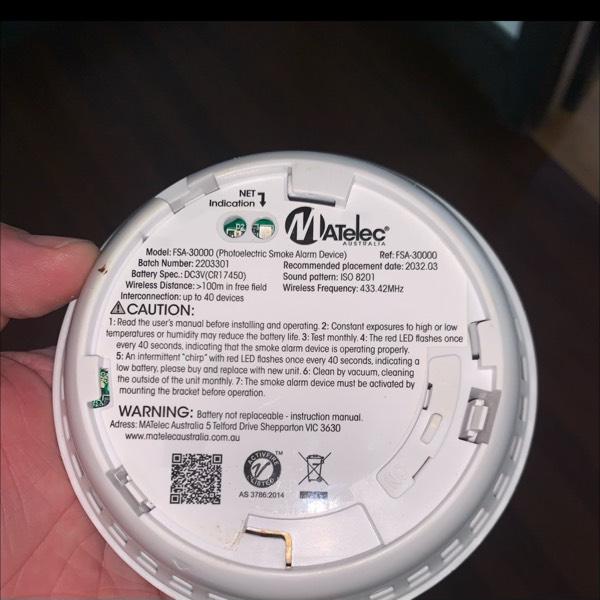 NET
Indication
MATelec®
AUSTRALIA
Model: FSA-30000 (Photoelectric Smoke Alarm Device) Ref: FSA-30000
Batch Number: 2203301 Recommended placement date: 2032.03
Battery Spec.: DC3V(CR17450) Sound pattern: ISO 8201
Wireless Distance: >100m in free field Wireless Frequency: 433.42MHz
Interconnection: up to 40 devices
CAUTION:
1: Read the user's manual before installing and operating. 2: Constant exposures to high or low
temperatures or humidity may reduce the battery life. 3: Test monthly. 4: The red LED flashes once
every 40 seconds, indicating that the smoke alarm device is operating properly.
5: An intermittent "chirp" with red LED flashes once every 40 seconds, indicating a
low battery, please buy and replace with new unit. 6: Clean by vacuum, cleaning
the outside of the unit monthly. 7: The smoke alarm device must be activated by
mounting the bracket before operation.
WARNING: Battery not replaceable - instruction manual.
Adress: MATelec Australia 5 Telford Drive Shepparton VIC 3630
www.matelecaustralia.com.au
ACTIVFIRE
LISTED
TM
AS 3786:2014